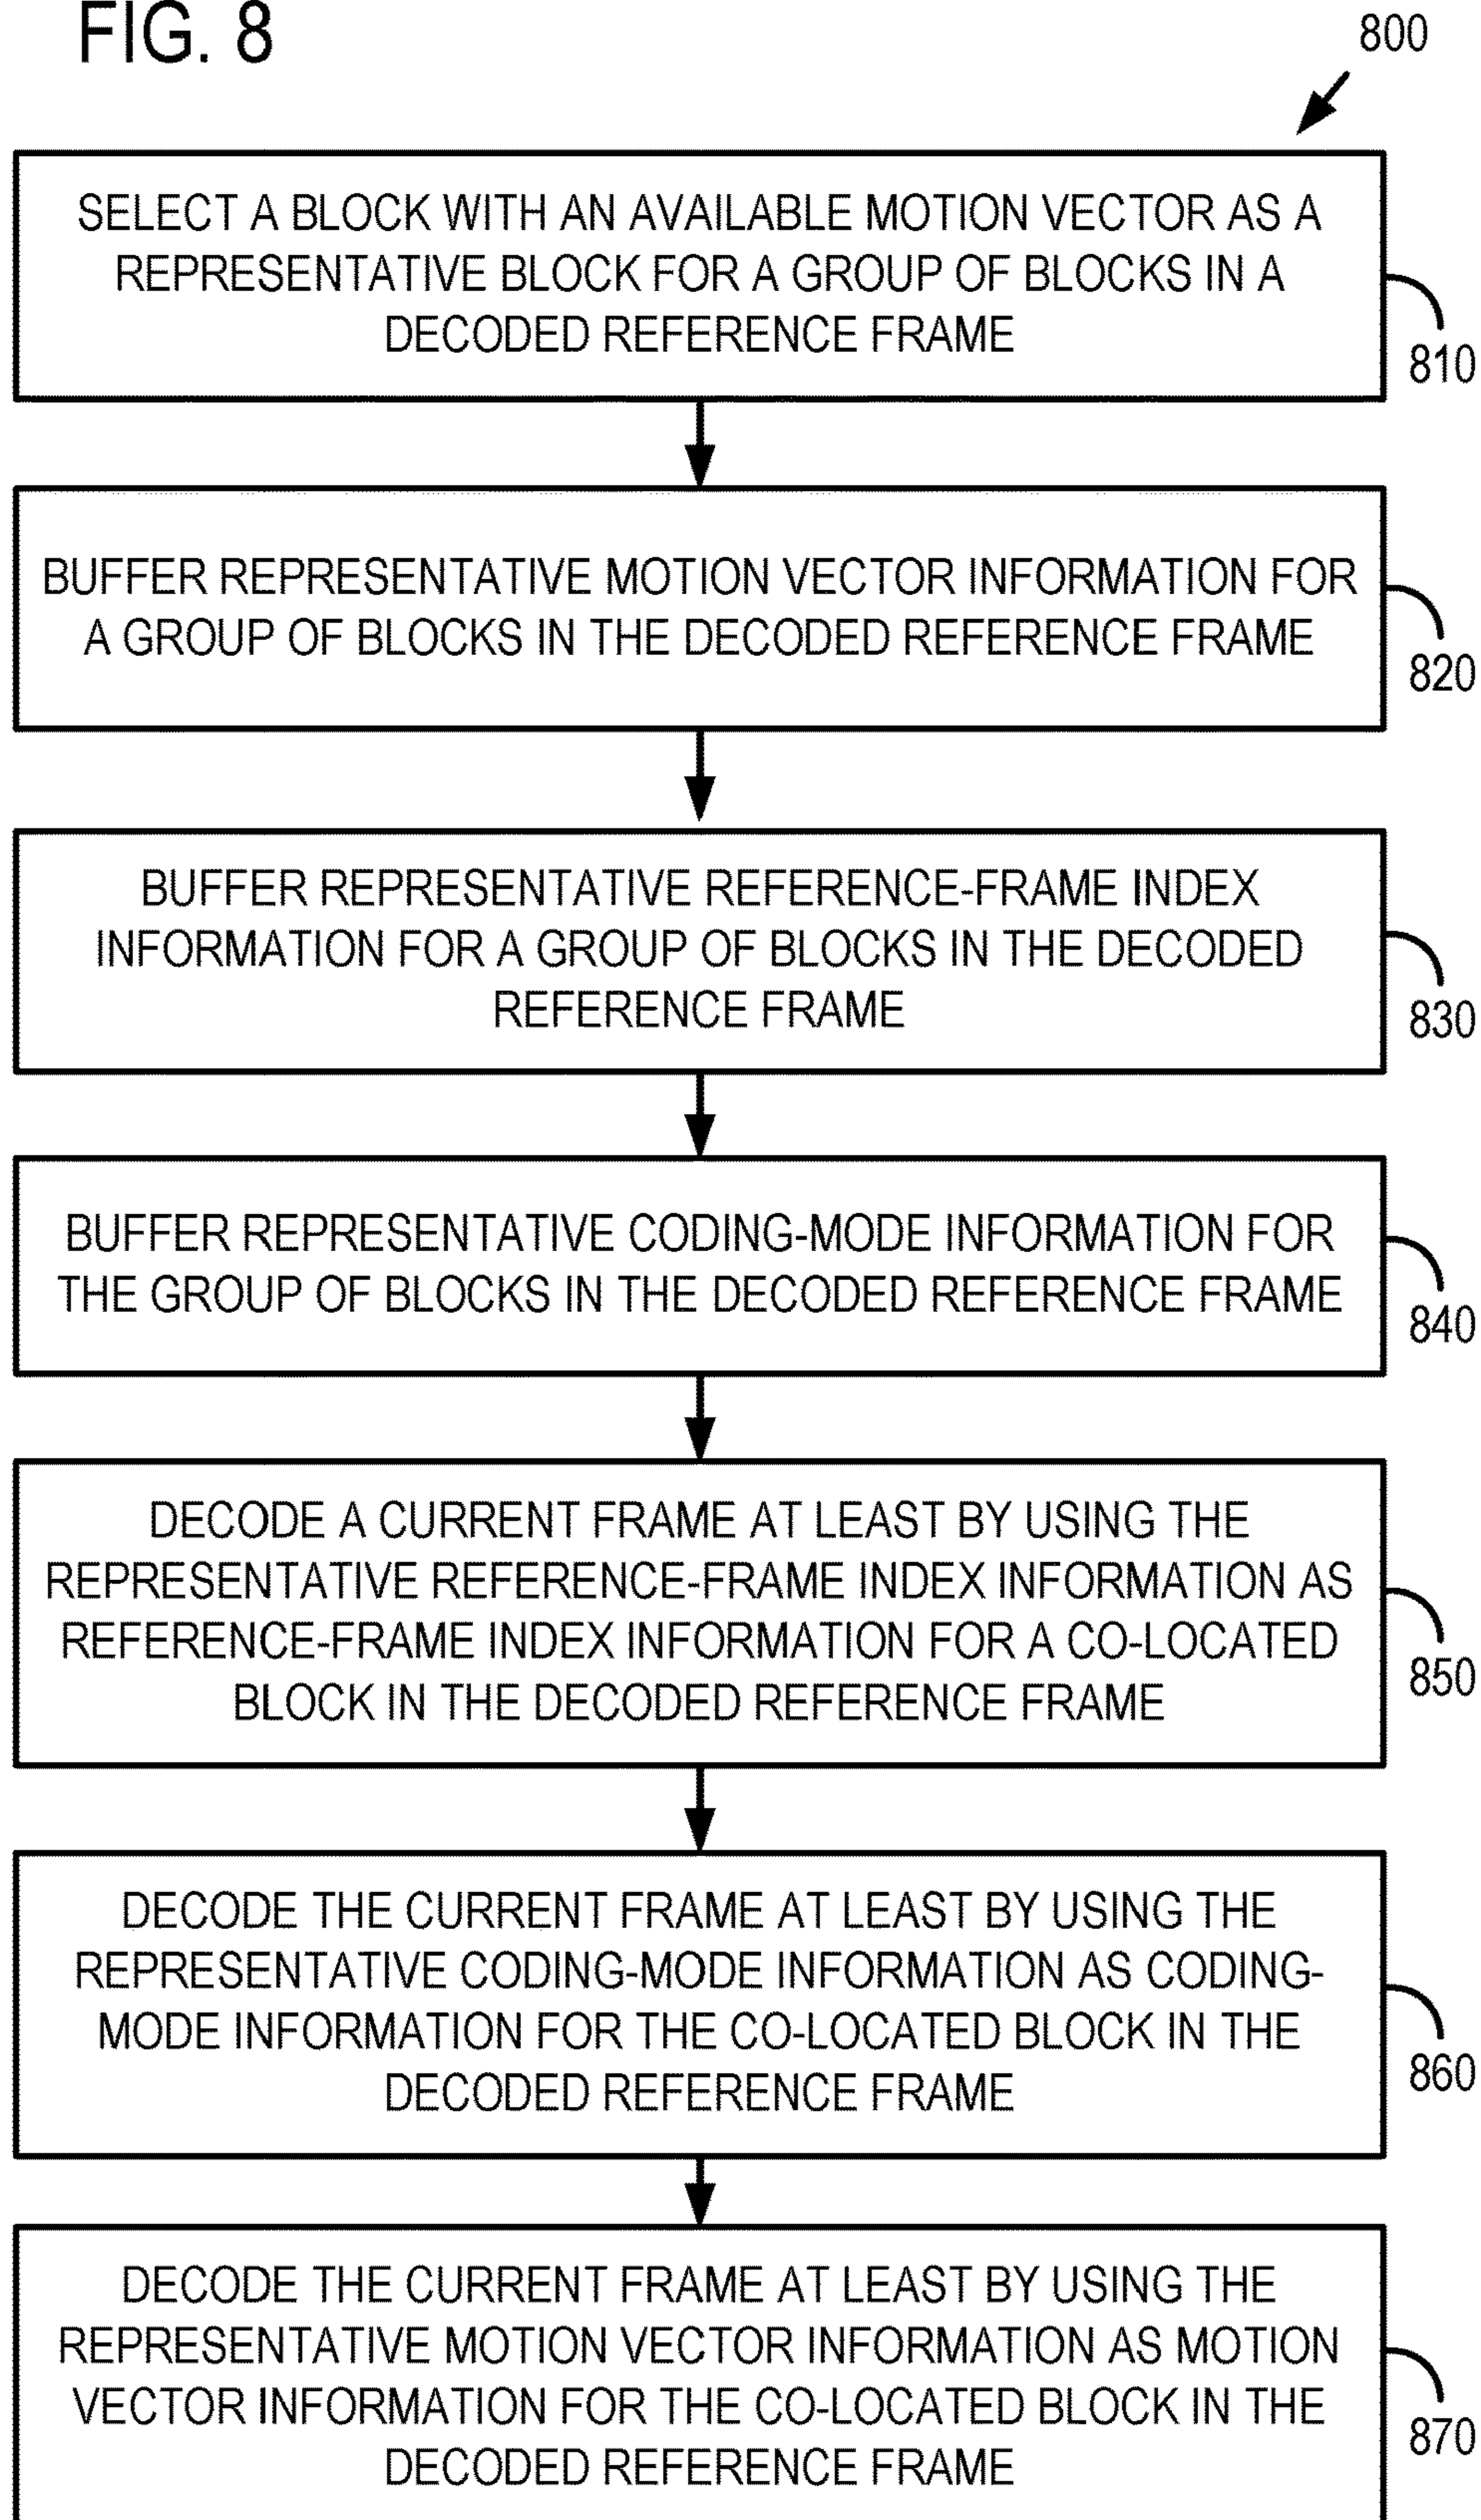 FIG. 8
800
SELECT A BLOCK WITH AN AVAILABLE MOTION VECTOR AS A
REPRESENTATIVE BLOCK FOR A GROUP OF BLOCKS IN A
DECODED REFERENCE FRAME
810
BUFFER REPRESENTATIVE MOTION VECTOR INFORMATION FOR
A GROUP OF BLOCKS IN THE DECODED REFERENCE FRAME
820
BUFFER REPRESENTATIVE REFERENCE-FRAME INDEX
INFORMATION FOR A GROUP OF BLOCKS IN THE DECODED
REFERENCE FRAME
830
BUFFER REPRESENTATIVE CODING-MODE INFORMATION FOR
THE GROUP OF BLOCKS IN THE DECODED REFERENCE FRAME
840
DECODE A CURRENT FRAME AT LEAST BY USING THE
REPRESENTATIVE REFERENCE-FRAME INDEX INFORMATION AS
REFERENCE-FRAME INDEX INFORMATION FOR A CO-LOCATED
BLOCK IN THE DECODED REFERENCE FRAME
850
DECODE THE CURRENT FRAME AT LEAST BY USING THE
REPRESENTATIVE CODING-MODE INFORMATION AS CODING-
MODE INFORMATION FOR THE CO-LOCATED BLOCK IN THE
DECODED REFERENCE FRAME
860
DECODE THE CURRENT FRAME AT LEAST BY USING THE
REPRESENTATIVE MOTION VECTOR INFORMATION AS MOTION
VECTOR INFORMATION FOR THE CO-LOCATED BLOCK IN THE
DECODED REFERENCE FRAME
870